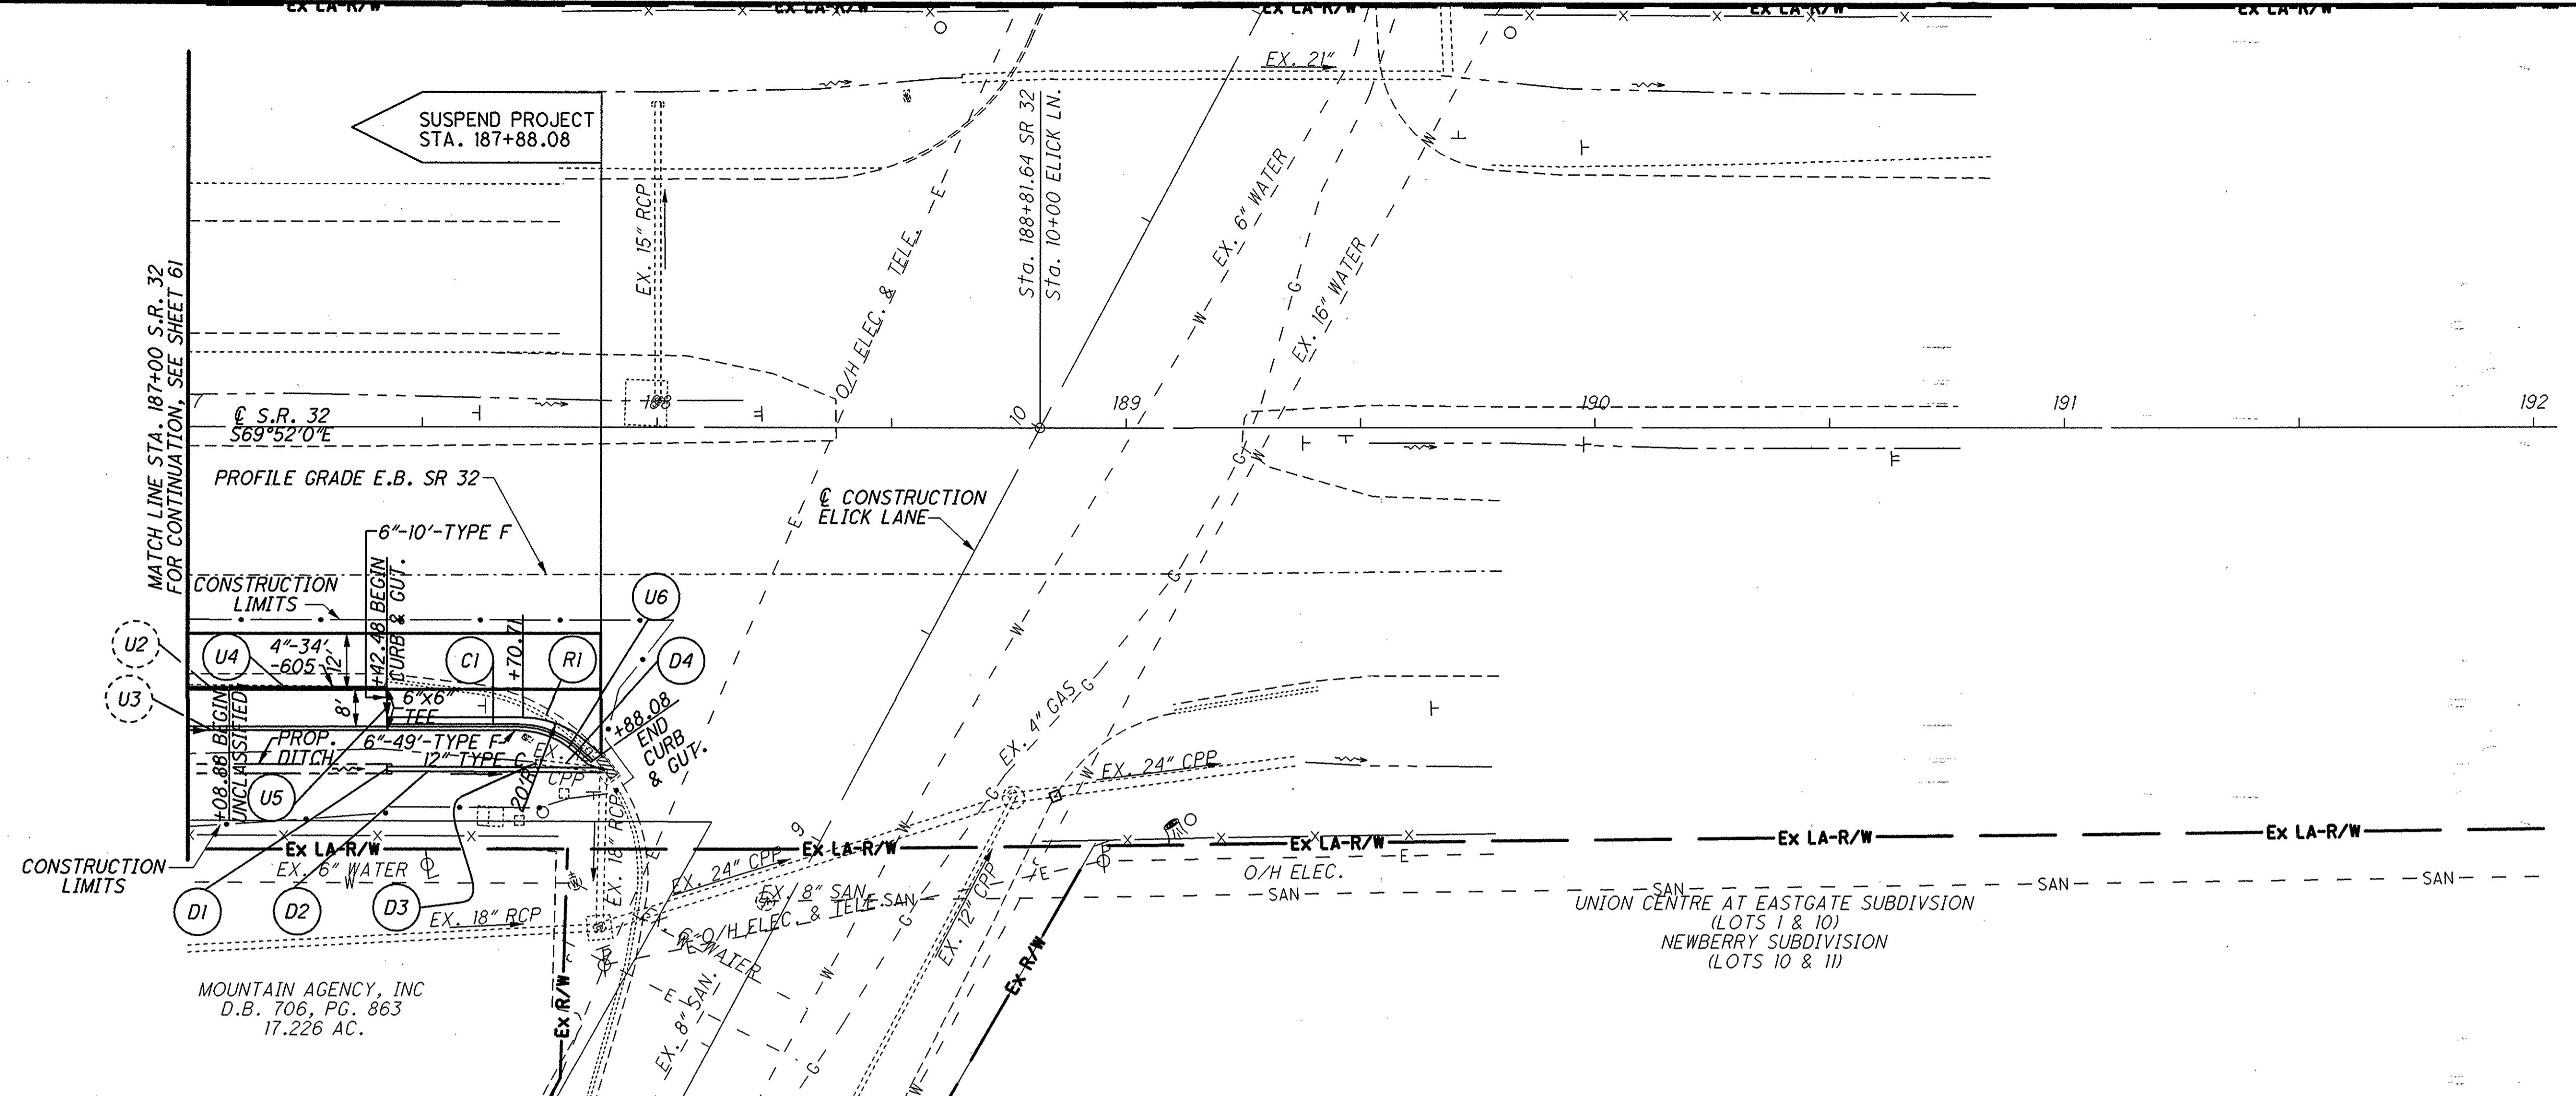 Ex LA-R/W
Ex LA-R/W
Ex LA-R/W
Ex LA-R/W
Ex LA-R/W
EX. 21"
SUSPEND PROJECT
STA. 187+88.08
EX. 15" RCP
O/H ELEC. & TELE.
Sta. 188+81.64 SR 32
Sta. 10+00 ELICK LN.
EX. 6" WATER
EX. 16" WATER
MATCH LINE STA. 187+00 S.R. 32
FOR CONTINUATION, SEE SHEET 61
℄ S.R. 32
S69°52'0"E
188
10
189
190
191
192
PROFILE GRADE E.B. SR 32
℄ CONSTRUCTION
ELICK LANE
6"-10'-TYPE F
CONSTRUCTION
LIMITS
+42.48 BEGIN
CURB & GUT.
U2
U4
4"-34'
-605
12'
C1
+70.71
R1
U6
D4
U3
8'
6"x6"
TEE
+88.08
END
CURB
& GUT.
+08.88 BEGIN
UNCLASSIFIED
PROP.
DITCH
6"-49'-TYPE F
12"-TYPE C
EX.
CPP
20'R
U5
EX. 18" RCP
EX. 4" GAS
EX. 24" CPP
9
CONSTRUCTION
LIMITS
Ex LA-R/W
Ex LA-R/W
Ex LA-R/W
Ex LA-R/W
Ex LA-R/W
EX. 6" WATER
W
D1
D2
D3
EX. 18" RCP
EX. 24" CPP
EX. 8" SAN.
SAN
O/H ELEC. & TELE.
WATER
EX. 12" CPP
O/H ELEC.
SAN
SAN
SAN
SAN
UNION CENTRE AT EASTGATE SUBDIVSION
(LOTS 1 & 10)
NEWBERRY SUBDIVISION
(LOTS 10 & 11)
MOUNTAIN AGENCY, INC
D.B. 706, PG. 863
17.226 AC.
Ex R/W
EX. 8" SAN.
Ex R/W